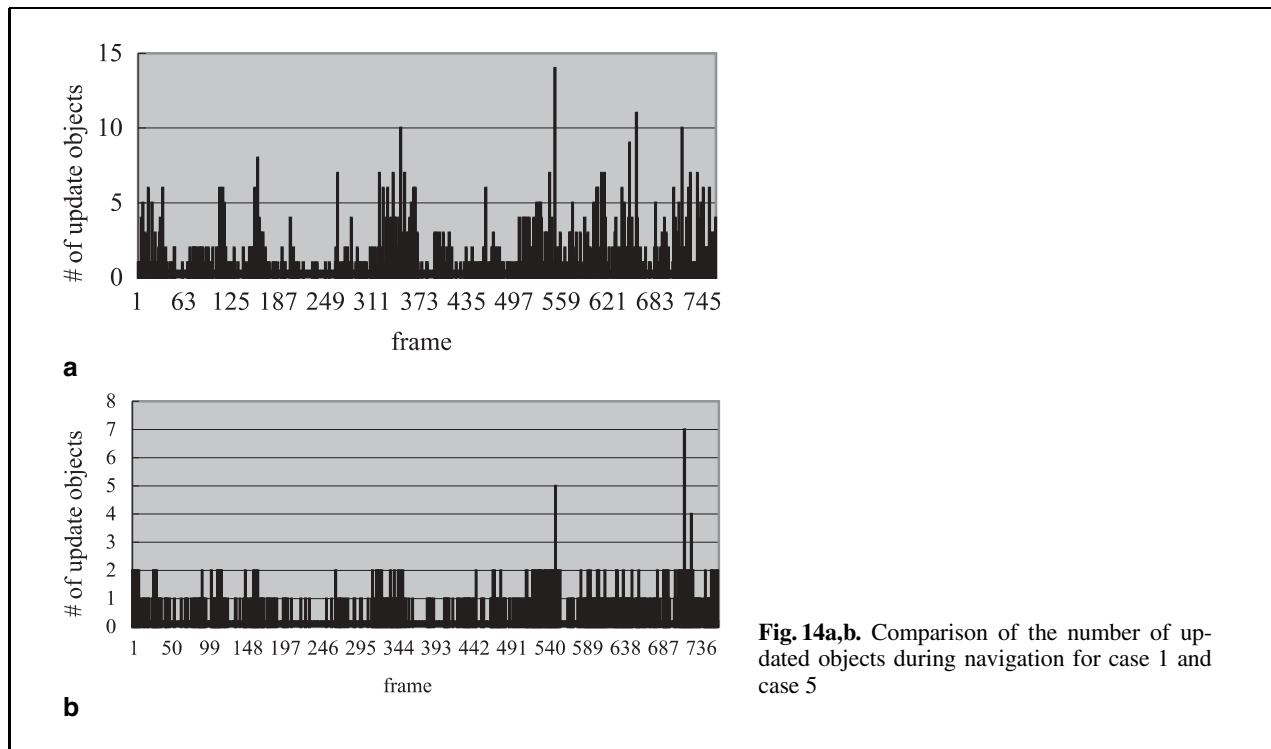 15
10
5
0
# of update objects
1 63 125 187 249 311 373 435 497 559 621 683 745
frame
a
8
7
6
5
4
3
2
1
0
# of update objects
1 50 99 148 197 246 295 344 393 442 491 540 589 638 687 736
frame
b
Fig. 14a,b. Comparison of the number of up-
dated objects during navigation for case 1 and
case 5